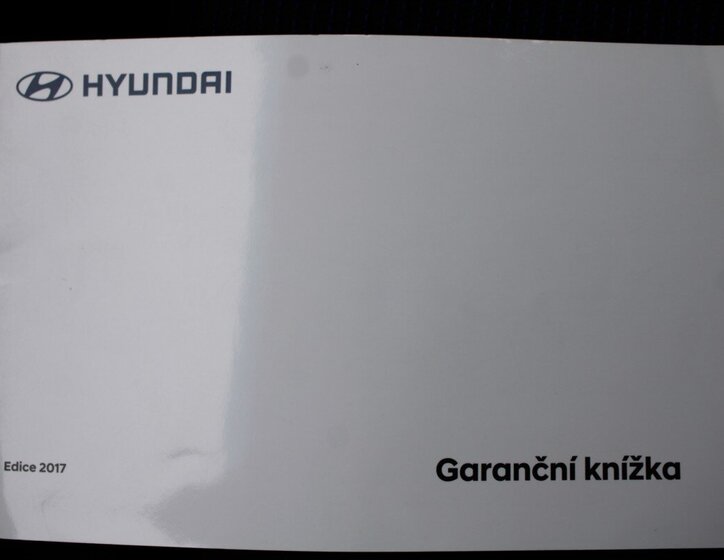 HYUNDAI
Edice 2017
Garanční knížka